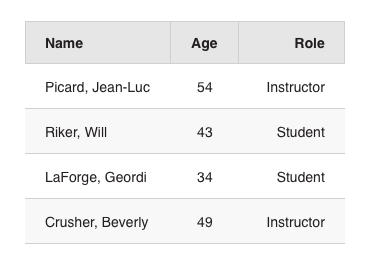 Name Age Role
Picard, Jean-Luc 54 Instructor
Riker, Will 43 Student
LaForge, Geordi 34 Student
Crusher, Beverly 49 Instructor